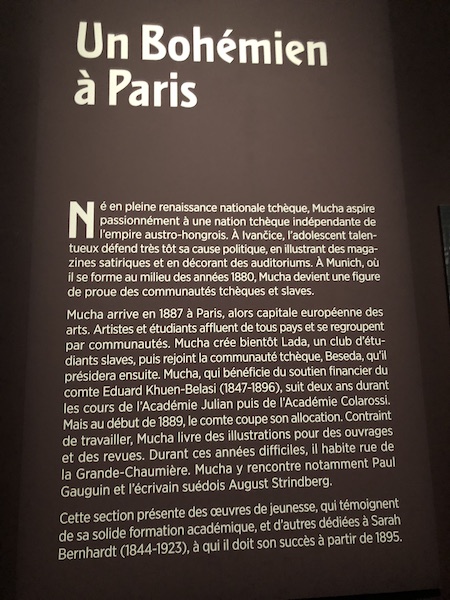 Un Bohémien
à Paris
Né en pleine renaissance nationale tchèque, Mucha aspire
passionnément à une nation tchèque indépendante de
l'empire austro-hongrois. À Ivančice, l'adolescent talen-
tueux défend très tôt sa cause politique, en illustrant des maga-
zines satiriques et en décorant des auditoriums. À Munich, où
il se forme au milieu des années 1880, Mucha devient une figure
de proue des communautés tchèques et slaves.
Mucha arrive en 1887 à Paris, alors capitale européenne des
arts. Artistes et étudiants affluent de tous pays et se regroupent
par communautés. Mucha crée bientôt Lada, un club d'étu-
diants slaves, puis rejoint la communauté tchèque, Beseda, qu'il
présidera ensuite. Mucha, qui bénéficie du soutien financier du
comte Eduard Khuen-Belasi (1847-1896), suit deux ans durant
les cours de l'Académie Julian puis de l'Académie Colarossi.
Mais au début de 1889, le comte coupe son allocation. Contraint
de travailler, Mucha livre des illustrations pour des ouvrages
et des revues. Durant ces années difficiles, il habite rue de
la Grande-Chaumière. Mucha y rencontre notamment Paul
Gauguin et l'écrivain suédois August Strindberg.
Cette section présente des œuvres de jeunesse, qui témoignent
de sa solide formation académique, et d'autres dédiées à Sarah
Bernhardt (1844-1923), à qui il doit son succès à partir de 1895.